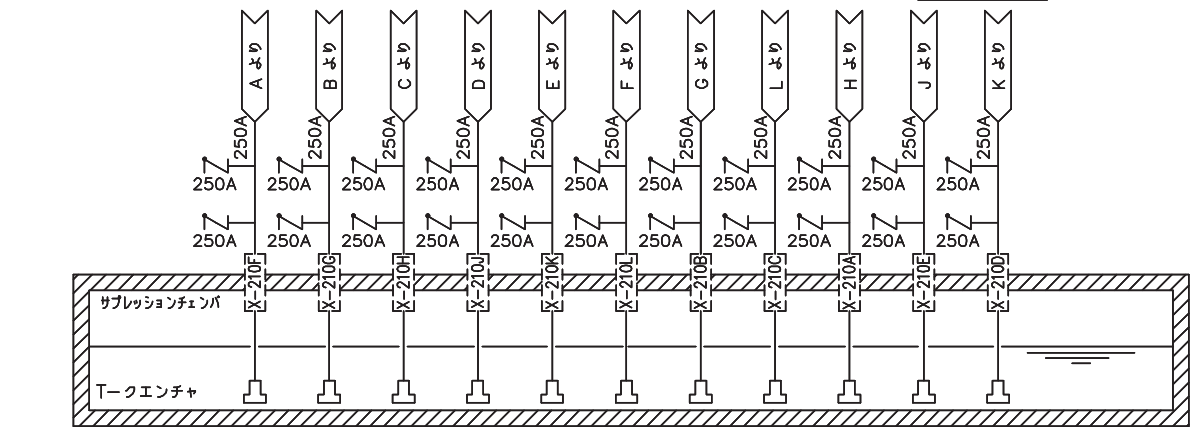 Aより Bより Cより Dより Eより Fより Gより Lより Hより Jより Kより
250A 250A 250A 250A 250A 250A 250A 250A 250A 250A 250A
250A 250A 250A 250A 250A 250A 250A 250A 250A 250A 250A
250A 250A 250A 250A 250A 250A 250A 250A 250A 250A 250A
X-210F X-210G X-210H X-210J X-210K X-210L X-210B X-210C X-210A X-210E X-210D
サプレッションチェンバ
Tークエンチャ